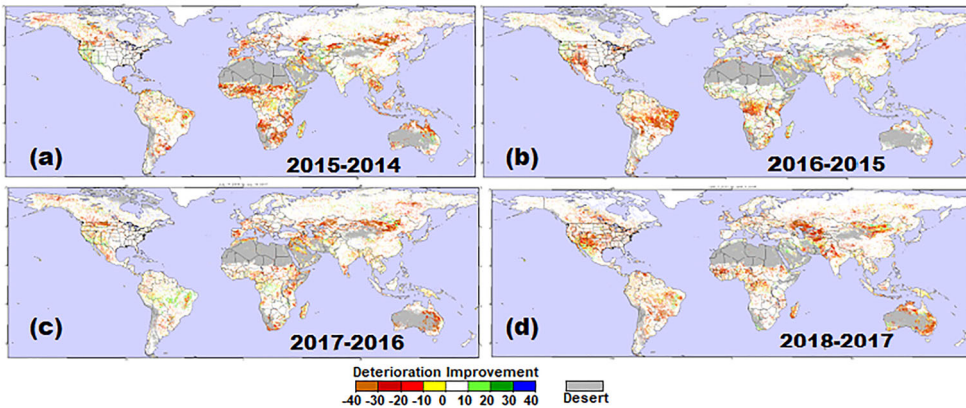 (a)
2015-2014
(b)
2016-2015
(c)
2017-2016
(d)
2018-2017
Deterioration Improvement
-40 -30 -20 -10 0 10 20 30 40
Desert